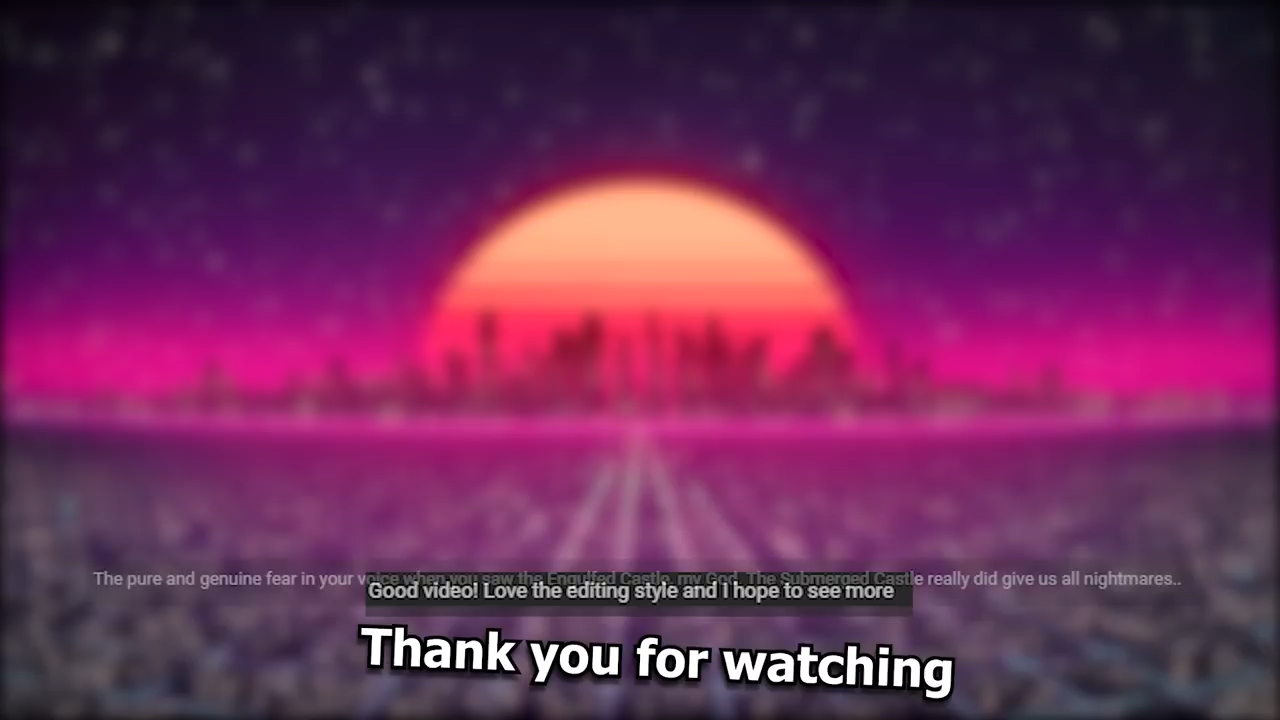 The pure and genuine fear in your voice when you saw the Engulfed Castle, my God. The Submerged Castle really did give us all nightmares..
Good video! Love the editing style and I hope to see more
Thank you for watching